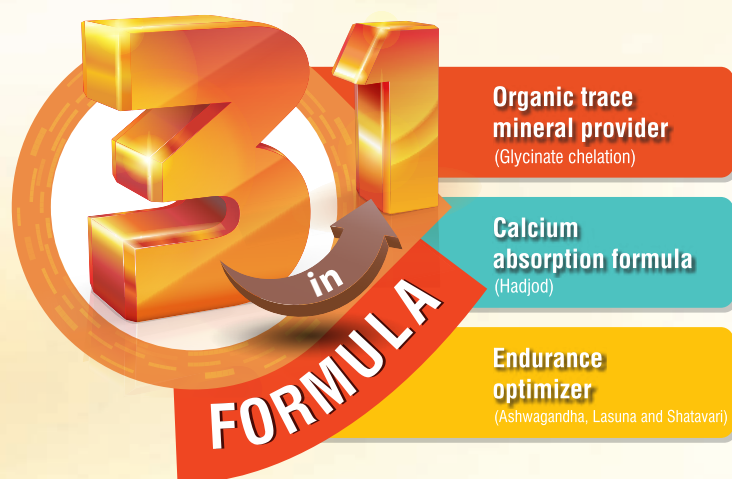 3 in 1
FORMULA
Organic trace
mineral provider
(Glycinate chelation)
Calcium
absorption formula
(Hadjod)
Endurance
optimizer
(Ashwagandha, Lasuna and Shatavari)